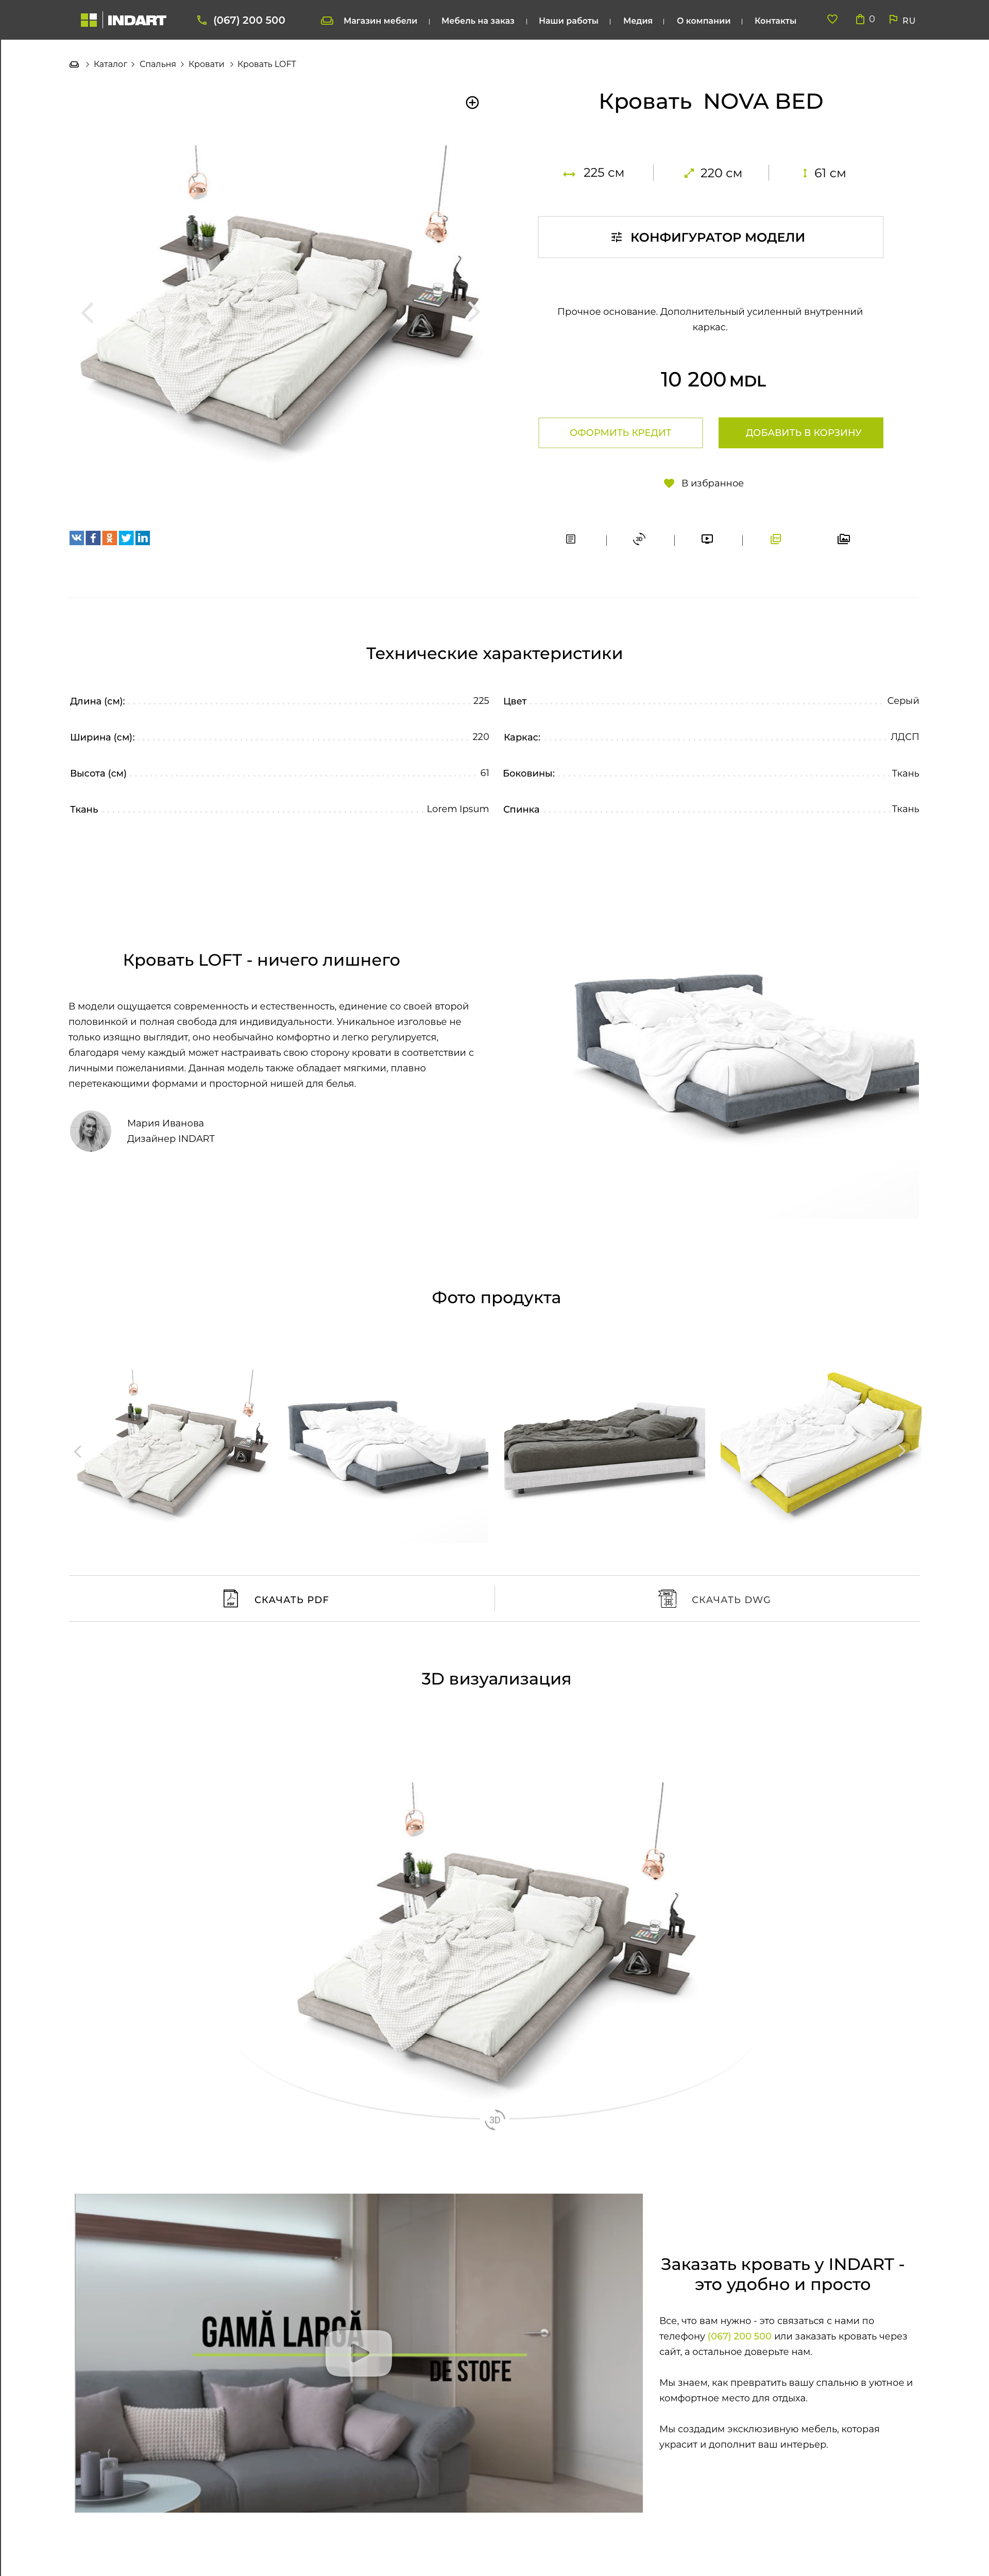 INDART
(067) 200 500
Магазин мебели
Мебель на заказ
Наши работы
Медия
О компании
Контакты
0
RU
Каталог > Спальня > Кровати > Кровать LOFT
Кровать NOVA BED
225 см
220 см
61 см
КОНФИГУРАТОР МОДЕЛИ
Прочное основание. Дополнительный усиленный внутренний
каркас.
10 200 MDL
ОФОРМИТЬ КРЕДИТ
ДОБАВИТЬ В КОРЗИНУ
В избранное
3D
Технические характеристики
Длина (см): 225
Цвет Серый
Ширина (см): 220
Каркас: ЛДСП
Высота (см) 61
Боковины: Ткань
Ткань Lorem Ipsum
Спинка Ткань
Кровать LOFT - ничего лишнего
В модели ощущается современность и естественность, единение со своей второй
половинкой и полная свобода для индивидуальности. Уникальное изголовье не
только изящно выглядит, оно необычайно комфортно и легко регулируется,
благодаря чему каждый может настраивать свою сторону кровати в соответствии с
личными пожеланиями. Данная модель также обладает мягкими, плавно
перетекающими формами и просторной нишей для белья.
Мария Иванова
Дизайнер INDART
Фото продукта
PDF
СКАЧАТЬ PDF
СКАЧАТЬ DWG
3D визуализация
3D
GAMĂ LARGĂ
DE STOFE
Заказать кровать у INDART -
это удобно и просто
Все, что вам нужно - это связаться с нами по
телефону (067) 200 500 или заказать кровать через
сайт, а остальное доверьте нам.
Мы знаем, как превратить вашу спальню в уютное и
комфортное место для отдыха.
Мы создадим эксклюзивную мебель, которая
украсит и дополнит ваш интерьер.